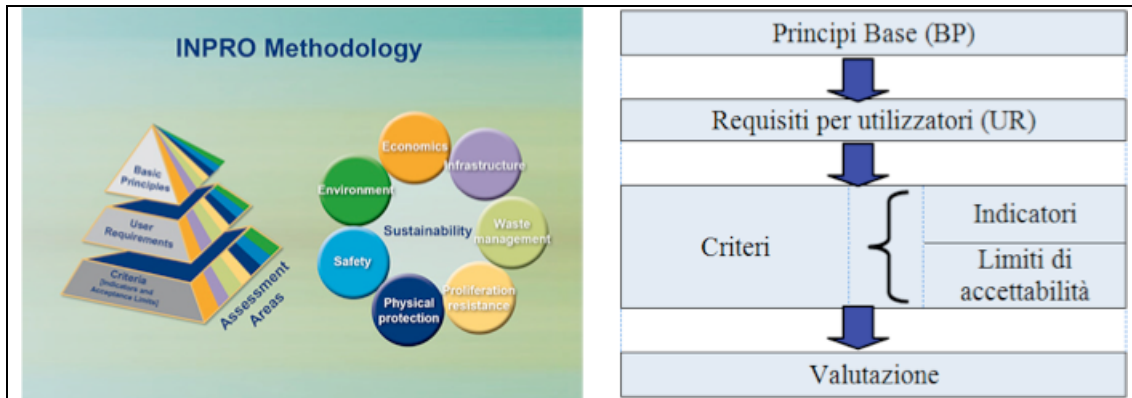 INPRO Methodology
Basic
Principles
User
Requirements
Criteria
[Indicators and
Acceptance Limits]
Assessment
Areas
Economics
Infrastructure
Environment
Sustainability
Waste
management
Safety
Physical
protection
Proliferation
resistance
Principi Base (BP)
Requisiti per utilizzatori (UR)
Criteri
Indicatori
Limiti di
accettabilità
Valutazione